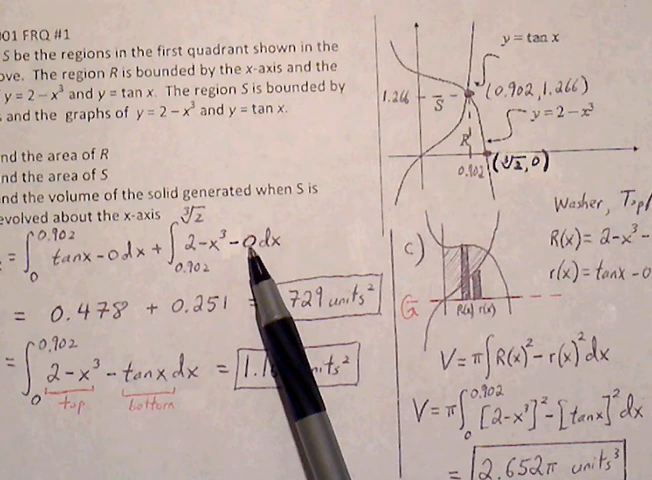 001 FRQ #1
S be the regions in the first quadrant shown in the
ove. The region R is bounded by the x-axis and the
y = 2 − x³ and y = tan x. The region S is bounded by
and the graphs of y = 2 − x³ and y = tan x.
nd the area of R
nd the area of S
nd the volume of the solid generated when S is
evolved about the x-axis
= ∫₀^0.902 tanx − 0 dx + ∫_0.902^∛2 2 − x³ − 0 dx
= 0.478 + 0.251 = 729 units²
= ∫₀^0.902 2 − x³ − tanx dx = 1.1 nits²
top bottom
y = tan x
1.266 S (0.902, 1.266)
y = 2 − x³
R
0.902 (∛2, 0)
Washer, Top/
c) R(x) = 2 − x³ −
r(x) = tanx − 0
R(x) r(x)
V = π∫ R(x)² − r(x)² dx
V = π∫₀^0.902 [2 − x³]² − [tanx]² dx
= 2.652π units³